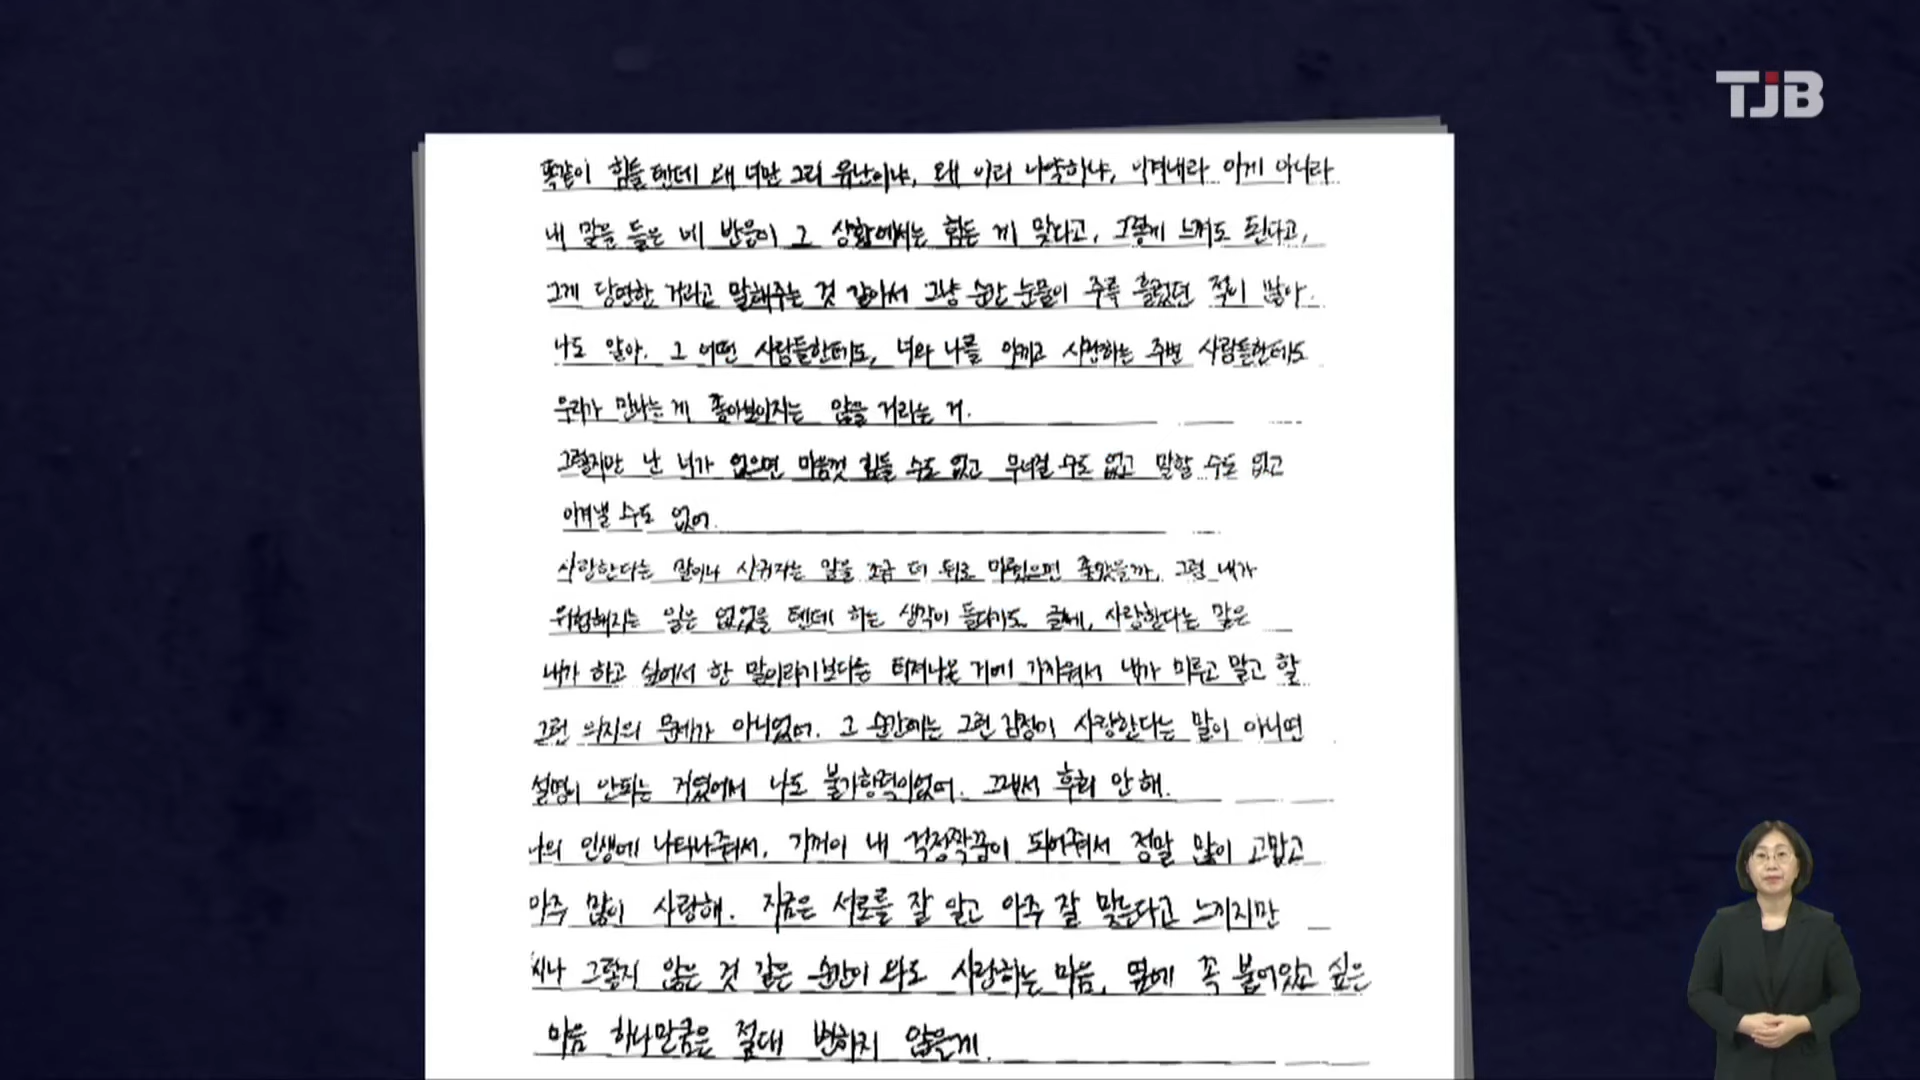 TJB
똑같이 힘들 텐데 왜 너만 그리 유난이냐, 왜 이리 나약하냐, 이겨내라 이게 아니라
내 말을 들은 네 반응이 그 상황에서는 힘든 게 맞다고, 그렇게 느껴도 된다고,
그게 당연한 거라고 말해주는 것 같아서 그냥 순간 눈물이 주륵 흘렀던 적이 많아.
나도 알아. 그 어떤 사람들한테도, 너와 나를 아끼고 사랑하는 주변 사람들한테도
우리가 만나는 게 좋아보이지는 않을 거라는 거.
그렇지만 난 너가 없으면 마음껏 힘들 수도 없고 무너질 수도 없고 말할 수도 없고
이겨낼 수도 없어.
사랑한다는 말이나 사귀자는 말을 조금 더 뒤로 미뤘으면 좋았을까, 그럼 내가
위험해지는 일은 없었을 텐데 하는 생각이 들다가도 글쎄, 사랑한다는 말은
내가 하고 싶어서 한 말이라기보다는 터져나온 거에 가까워서 내가 미루고 말고 할
그런 의지의 문제가 아니었어. 그 순간에는 그런 감정이 사랑한다는 말이 아니면
설명이 안되는 거였어서 나도 불가항력이었어. 그래서 후회 안 해.
나의 인생에 나타나줘서, 기꺼이 내 걱정짝꿍이 되어줘서 정말 많이 고맙고
아주 많이 사랑해. 지금은 서로를 잘 알고 아주 잘 맞는다고 느끼지만
그렇지 않은 것 같은 순간이 와도 사랑하는 마음, 옆에 꼭 붙어있고 싶은
마음 하나만큼은 절대 변하지 않을게.